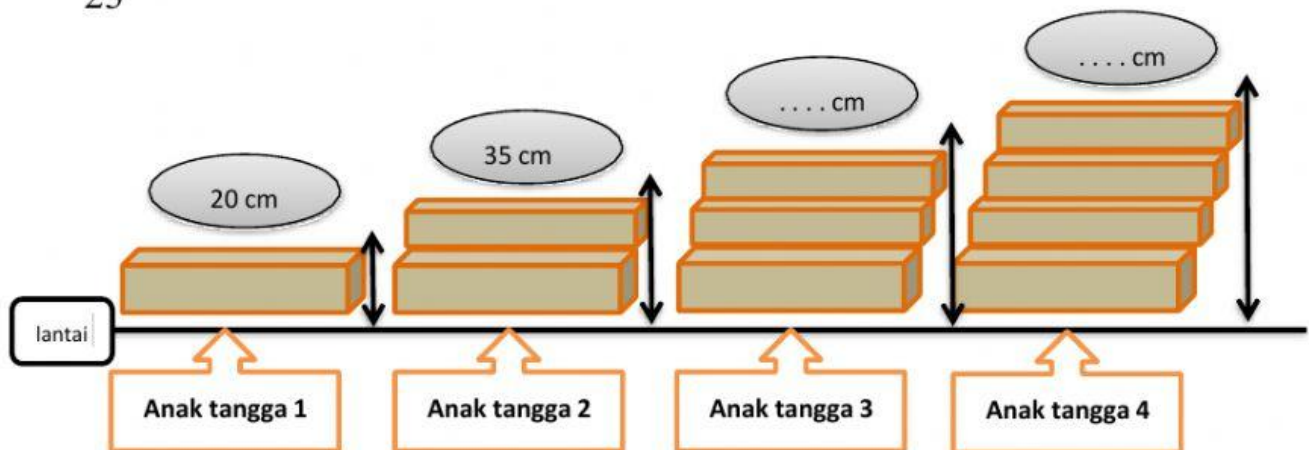 . . . . cm
. . . . cm
35 cm
20 cm
lantai
Anak tangga 1
Anak tangga 2
Anak tangga 3
Anak tangga 4